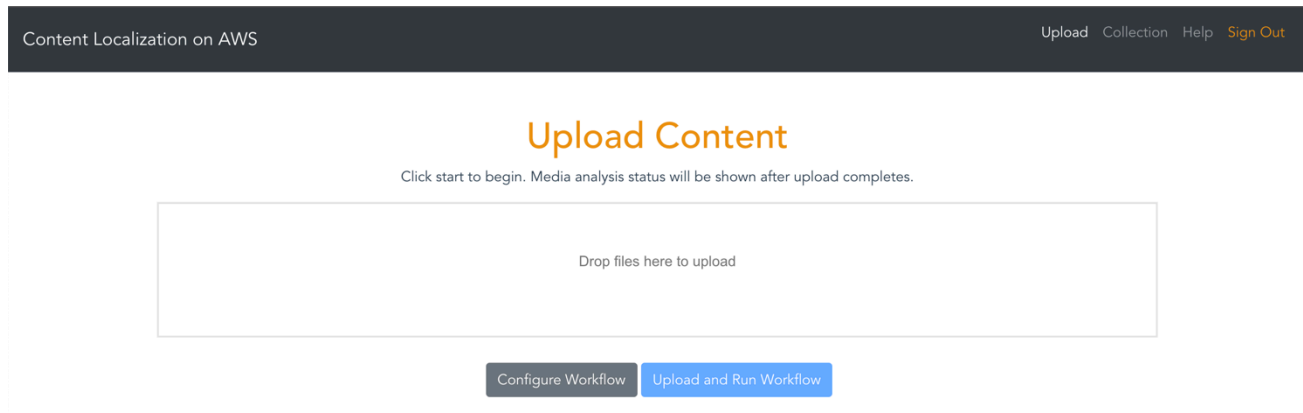 Content Localization on AWS
Upload Collection Help Sign Out
Upload Content
Click start to begin. Media analysis status will be shown after upload completes.
Drop files here to upload
Configure Workflow Upload and Run Workflow